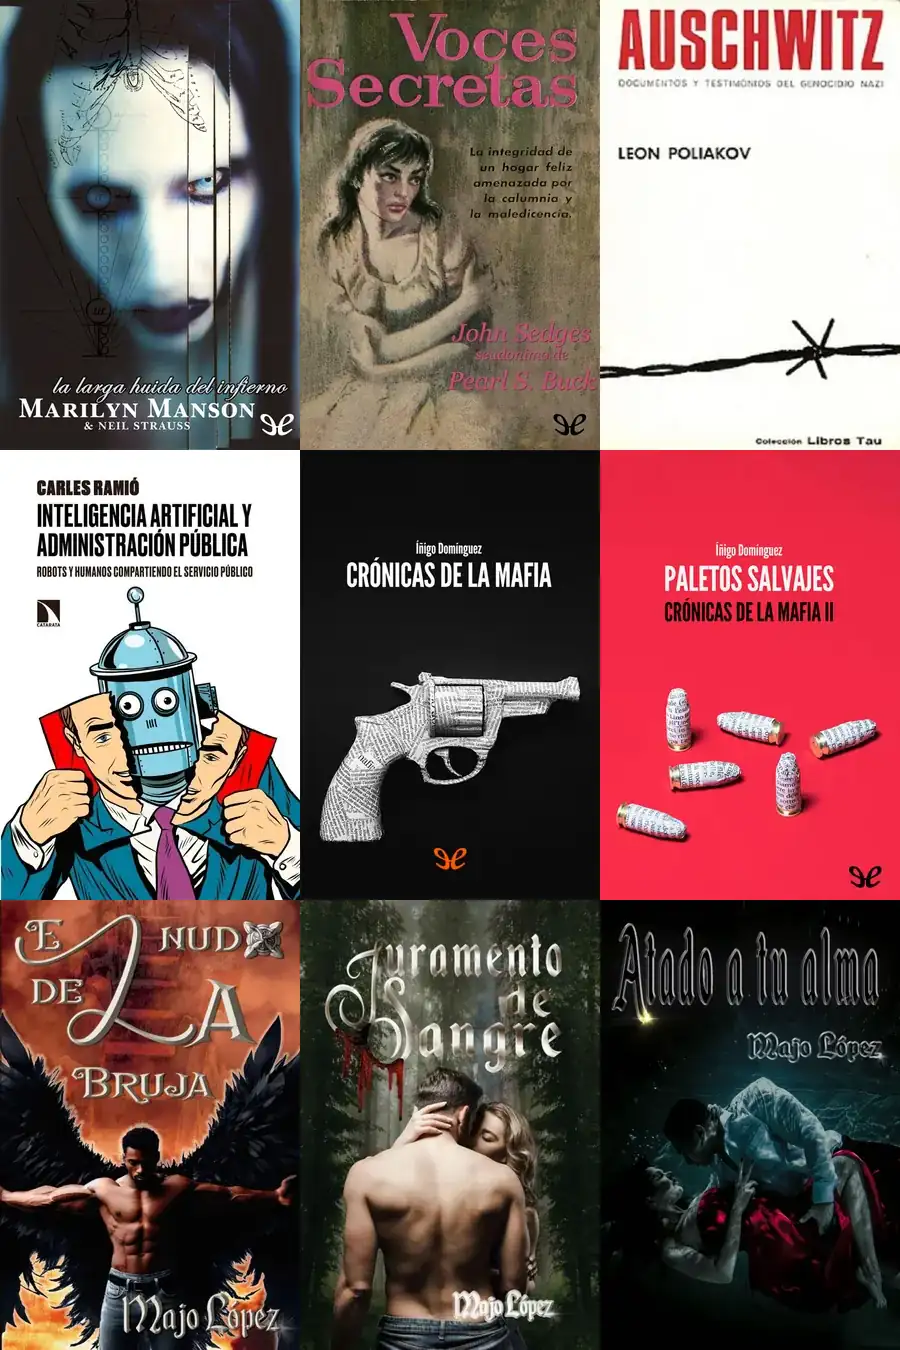 la larga huida del infierno
MARILYN MANSON
& NEIL STRAUSS
Voces
Secretas
La integridad de
un hogar feliz
amenazada por
la calumnia y
la maledicencia.
John Sedges
seudónimo de
Pearl S. Buck
AUSCHWITZ
DOCUMENTOS Y TESTIMONIOS DEL GENOCIDIO NAZI
LEON POLIAKOV
Colección Libros Tau
CARLES RAMIÓ
INTELIGENCIA ARTIFICIAL Y
ADMINISTRACIÓN PÚBLICA
ROBOTS Y HUMANOS COMPARTIENDO EL SERVICIO PÚBLICO
CATARATA
Íñigo Domínguez
CRÓNICAS DE LA MAFIA
Íñigo Domínguez
PALETOS SALVAJES
CRÓNICAS DE LA MAFIA II
EL NUDO
DE LA
BRUJA
Majo López
Juramento
de
Sangre
Majo López
Atado a tu alma
Majo López